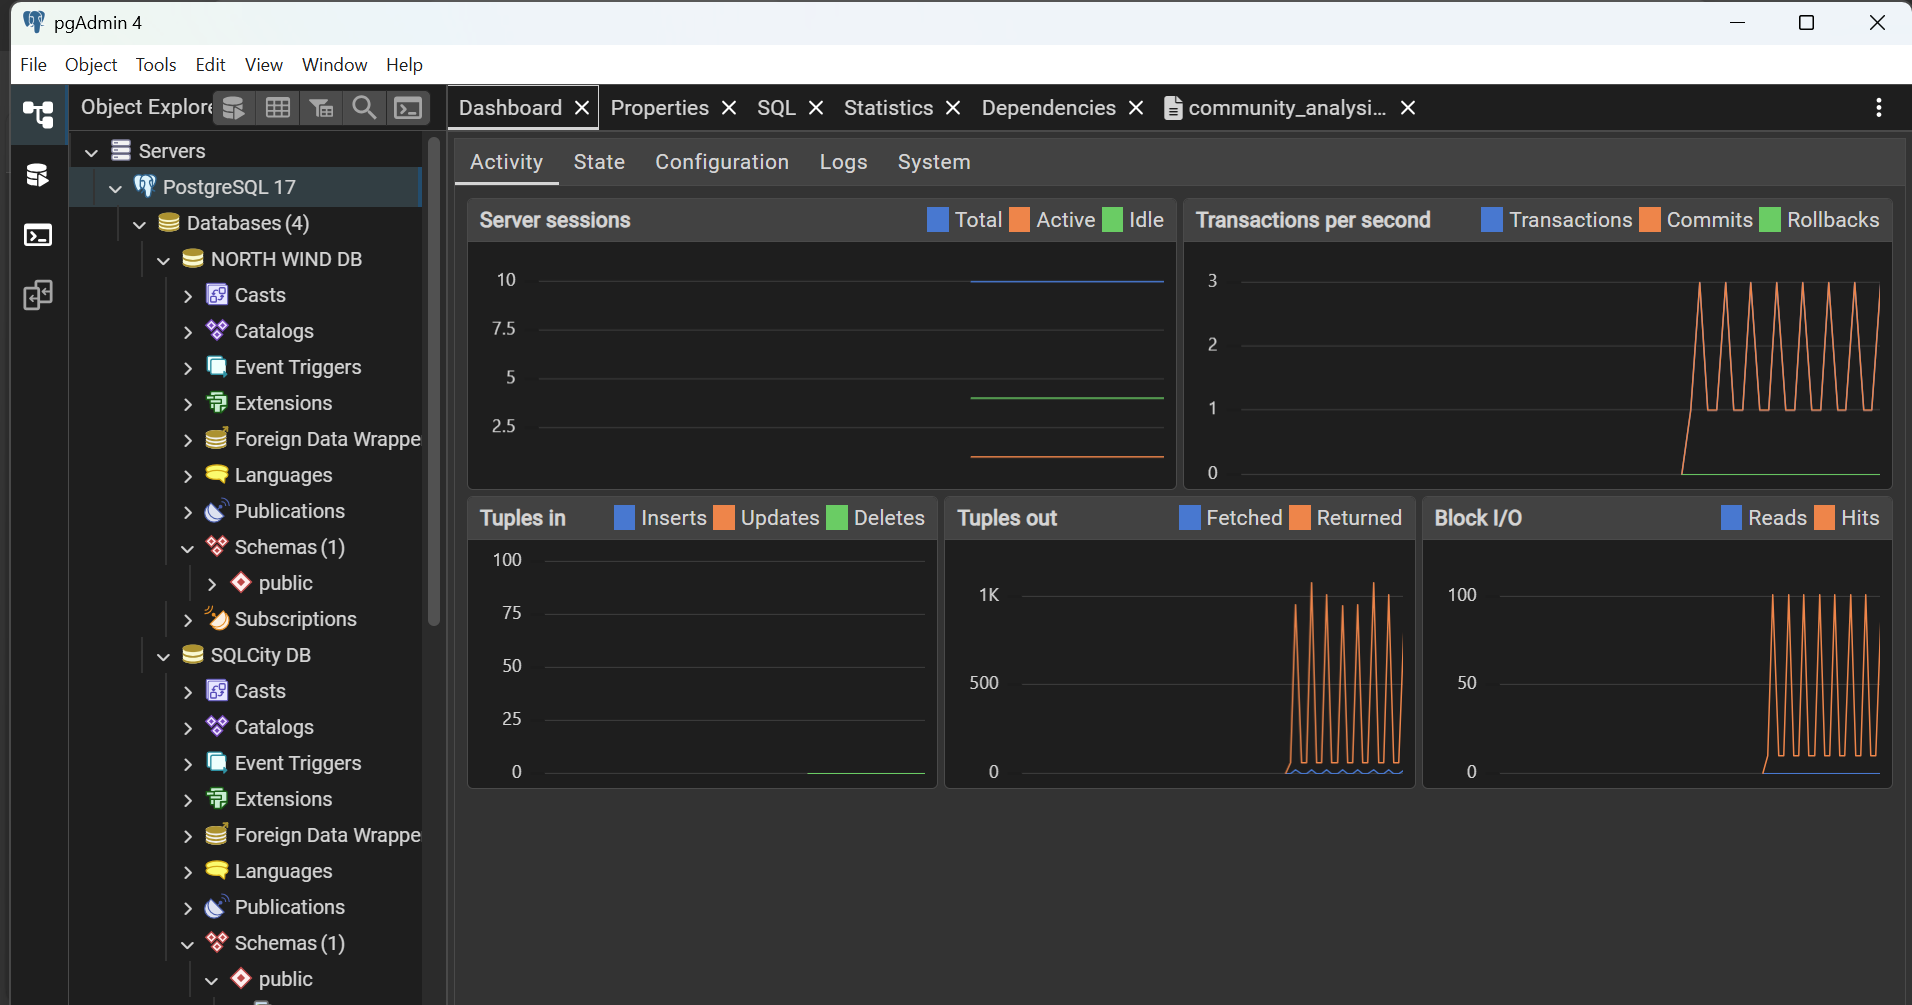 pgAdmin 4
File Object Tools Edit View Window Help
Object Explore
Dashboard Properties SQL Statistics Dependencies community_analysi...
Servers
PostgreSQL 17
Databases (4)
NORTH WIND DB
Casts
Catalogs
Event Triggers
Extensions
Foreign Data Wrappe
Languages
Publications
Schemas (1)
public
Subscriptions
SQLCity DB
Casts
Catalogs
Event Triggers
Extensions
Foreign Data Wrappe
Languages
Publications
Schemas (1)
public
Activity State Configuration Logs System
Server sessions Total Active Idle
10
7.5
5
2.5
Transactions per second Transactions Commits Rollbacks
3
2
1
0
Tuples in Inserts Updates Deletes
100
75
50
25
0
Tuples out Fetched Returned
1K
500
0
Block I/O Reads Hits
100
50
0